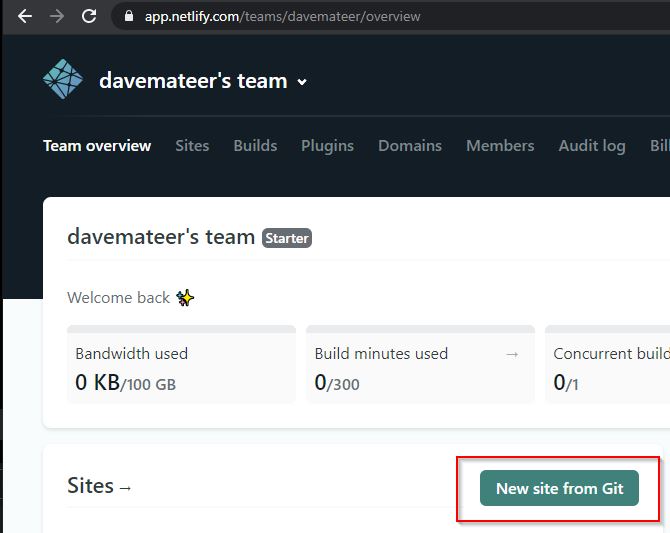 app.netlify.com/teams/davemateer/overview
davemateer's team
Team overview Sites Builds Plugins Domains Members Audit log Bil
davemateer's team Starter
Welcome back
Bandwidth used Build minutes used → Concurrent build
0 KB/100 GB 0/300 0/1
Sites → New site from Git